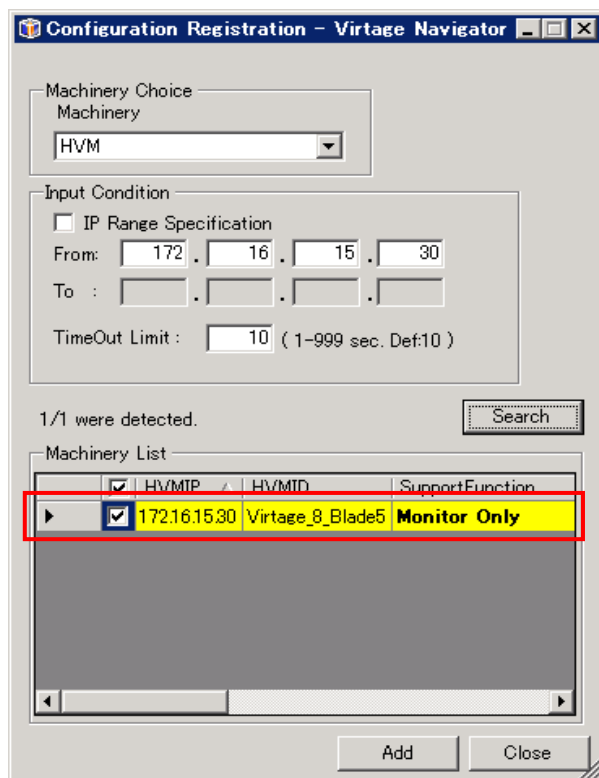 Configuration Registration - Virtage Navigator
Machinery Choice
Machinery
HVM
Input Condition
IP Range Specification
From: 172 . 16 . 15 . 30
To : . . .
TimeOut Limit : 10 ( 1-999 sec. Def:10 )
1/1 were detected. Search
Machinery List
HVMIP HVMID SupportFunction
172.16.15.30 Virtage_8_Blade5 Monitor Only
Add Close